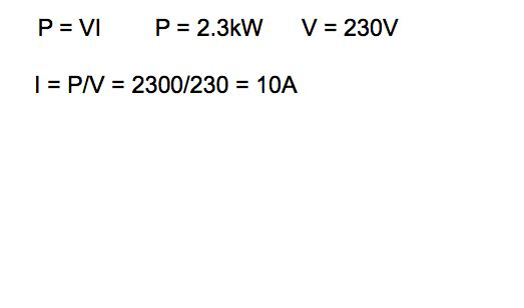 P = VI P = 2.3kW V = 230V
I = P/V = 2300/230 = 10A